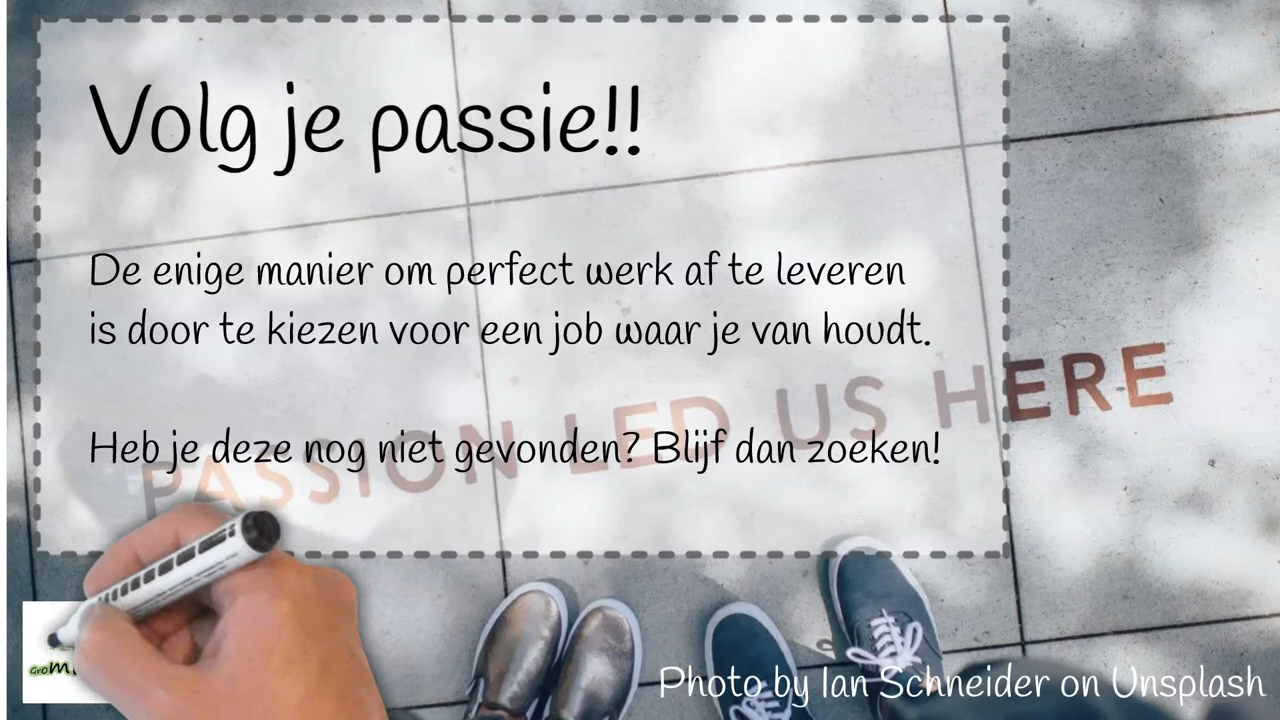 Volg je passie!!
De enige manier om perfect werk af te leveren
is door te kiezen voor een job waar je van houdt.
Heb je deze nog niet gevonden? Blijf dan zoeken!
PASSION LED US HERE
Photo by Ian Schneider on Unsplash